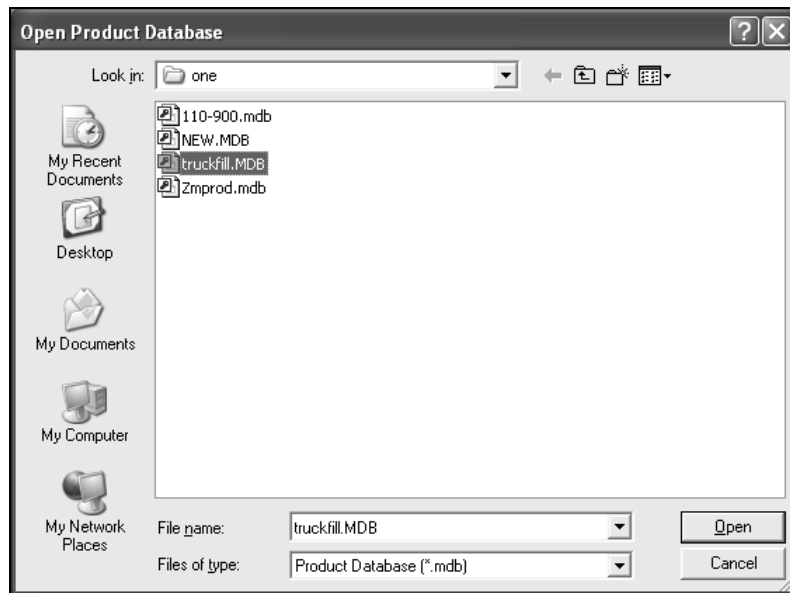 Open Product Database
Look in: one
110-900.mdb
NEW.MDB
truckfill.MDB
Zmprod.mdb
My Recent
Documents
Desktop
My Documents
My Computer
My Network
Places
File name: truckfill.MDB Open
Files of type: Product Database (*.mdb) Cancel